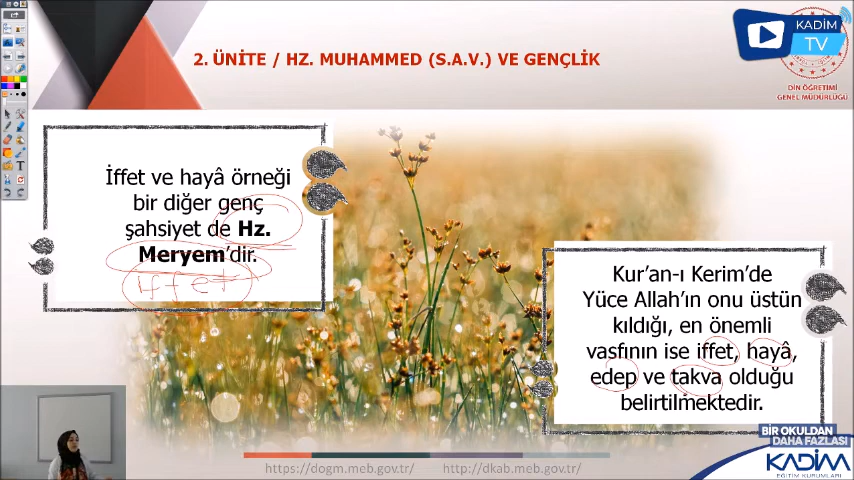 KADİM
TV
2. ÜNİTE / HZ. MUHAMMED (S.A.V.) VE GENÇLİK
DİN ÖĞRETİMİ
GENEL MÜDÜRLÜĞÜ
İffet ve hayâ örneği
bir diğer genç
şahsiyet de Hz.
Meryem’dir.
iffet
Kur’an-ı Kerim’de
Yüce Allah’ın onu üstün
kıldığı, en önemli
vasfının ise iffet, hayâ,
edep ve takva olduğu
belirtilmektedir.
BİR OKULDAN
DAHA FAZLASI
KADİM
EĞİTİM KURUMLARI
https://dogm.meb.gov.tr/ http://dkab.meb.gov.tr/